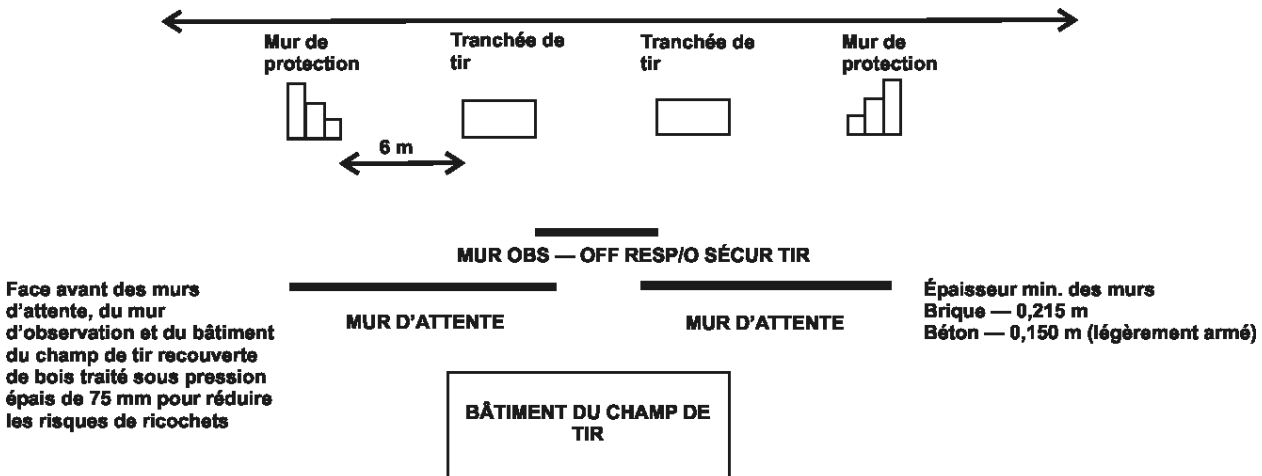 Mur de
protection
Tranchée de
tir
Tranchée de
tir
Mur de
protection
6 m
MUR OBS — OFF RESP/O SÉCUR TIR
Face avant des murs
d'attente, du mur
d'observation et du bâtiment
du champ de tir recouverte
de bois traité sous pression
épais de 75 mm pour réduire
les risques de ricochets
MUR D'ATTENTE
MUR D'ATTENTE
Épaisseur min. des murs
Brique — 0,215 m
Béton — 0,150 m (légèrement armé)
BÂTIMENT DU CHAMP DE
TIR